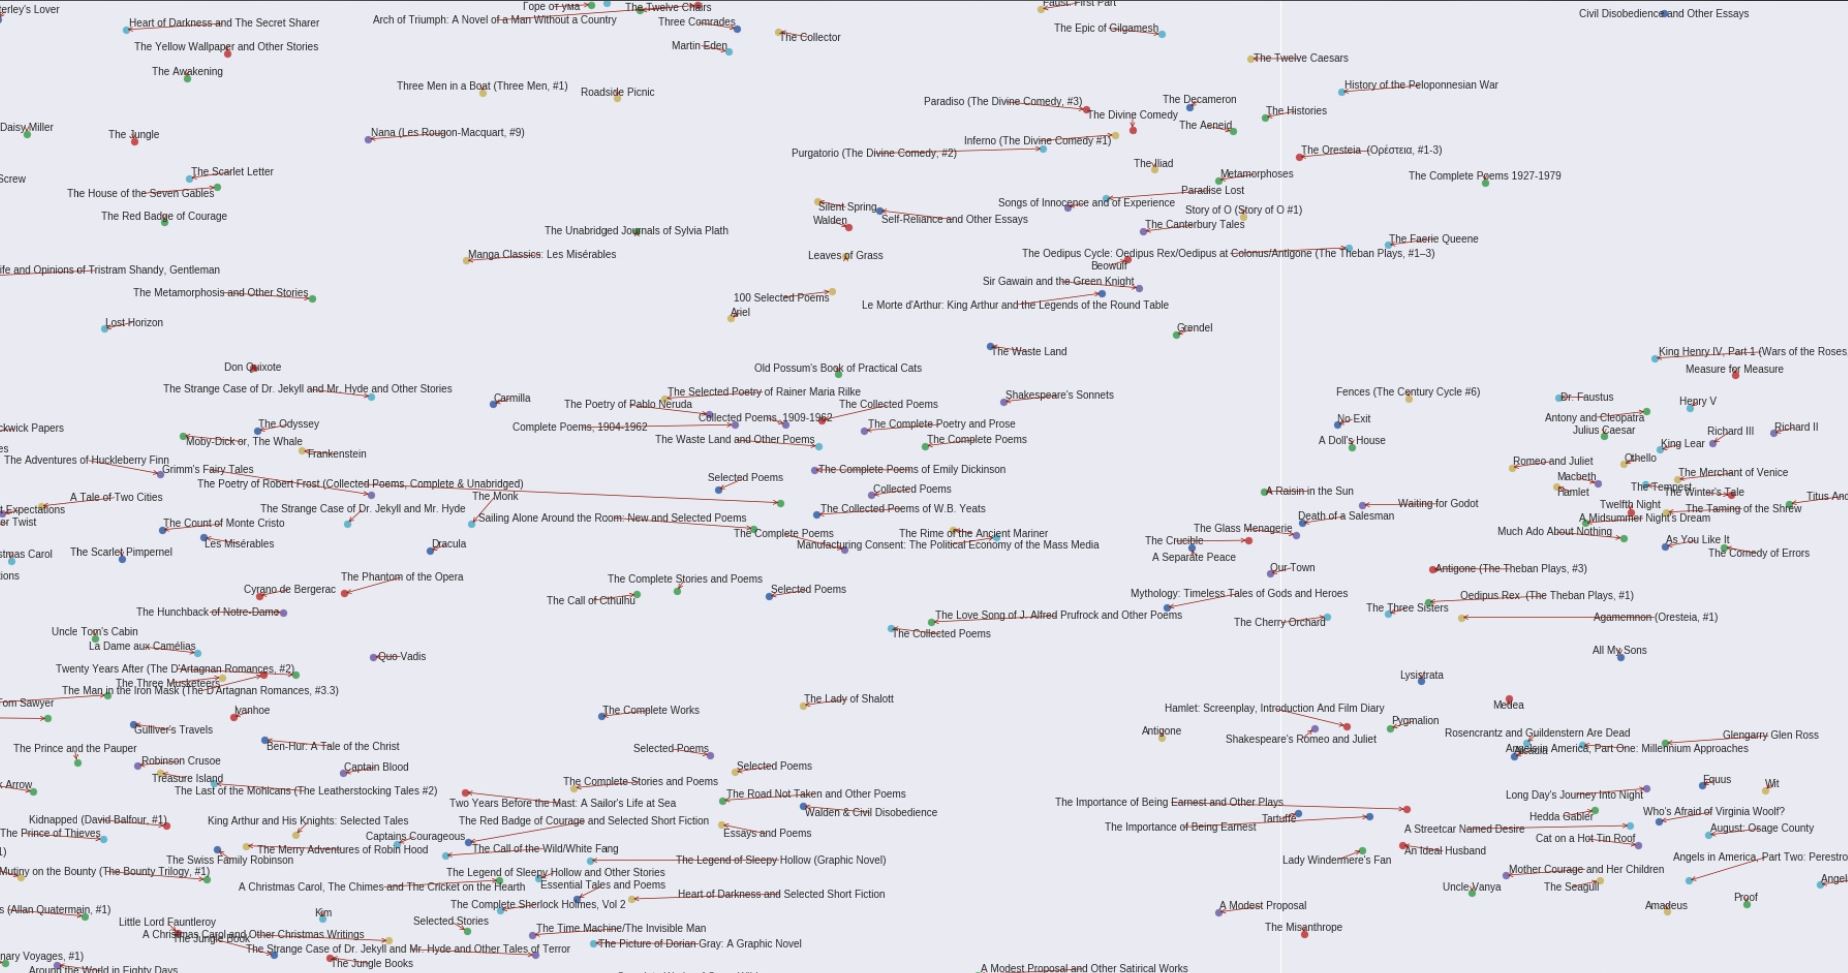 terley's Lover
Heart of Darkness and The Secret Sharer
Arch of Triumph: A Novel of a Man Without a Country
Горе от ума
The Twelve Chairs
Three Comrades
Faust: First Part
Civil Disobedience and Other Essays
The Epic of Gilgamesh
The Collector
Martin Eden
The Yellow Wallpaper and Other Stories
The Twelve Caesars
The Awakening
Three Men in a Boat (Three Men, #1)
Roadside Picnic
History of the Peloponnesian War
Paradiso (The Divine Comedy, #3)
The Decameron
The Divine Comedy
The Histories
The Aeneid
Daisy Miller
The Jungle
Nana (Les Rougon-Macquart, #9)
Inferno (The Divine Comedy #1)
Purgatorio (The Divine Comedy, #2)
The Oresteia (Ορέστεια, #1-3)
The Iliad
Metamorphoses
The Complete Poems 1927-1979
Screw
The Scarlet Letter
The House of the Seven Gables
Paradise Lost
Songs of Innocence and of Experience
Story of O (Story of O #1)
Silent Spring
Walden
Self-Reliance and Other Essays
The Red Badge of Courage
The Unabridged Journals of Sylvia Plath
The Canterbury Tales
The Faerie Queene
Manga Classics: Les Misérables
Leaves of Grass
The Oedipus Cycle: Oedipus Rex/Oedipus at Colonus/Antigone (The Theban Plays, #1–3)
Beowulf
ife and Opinions of Tristram Shandy, Gentleman
Sir Gawain and the Green Knight
The Metamorphosis and Other Stories
100 Selected Poems
Le Morte d'Arthur: King Arthur and the Legends of the Round Table
Ariel
Lost Horizon
Grendel
The Waste Land
King Henry IV, Part 1 (Wars of the Roses,
Don Quixote
Old Possum's Book of Practical Cats
Measure for Measure
The Strange Case of Dr. Jekyll and Mr. Hyde and Other Stories
The Selected Poetry of Rainer Maria Rilke
Shakespeare's Sonnets
Fences (The Century Cycle #6)
Dr. Faustus
Henry V
Carmilla
The Poetry of Pablo Neruda
The Collected Poems
Collected Poems, 1909-1962
Antony and Cleopatra
Complete Poems, 1904-1962
The Complete Poetry and Prose
No Exit
Julius Caesar
Richard III
Richard II
ckwick Papers
The Odyssey
Moby-Dick or, The Whale
The Waste Land and Other Poems
The Complete Poems
A Doll's House
King Lear
Frankenstein
The Adventures of Huckleberry Finn
Romeo and Juliet
Othello
Grimm's Fairy Tales
The Complete Poems of Emily Dickinson
The Merchant of Venice
Macbeth
The Poetry of Robert Frost (Collected Poems, Complete & Unabridged)
Selected Poems
Collected Poems
A Raisin in the Sun
Hamlet
The Tempest
The Winter's Tale
A Tale of Two Cities
The Monk
Waiting for Godot
Twelfth Night
Titus And
t Expectations
The Strange Case of Dr. Jekyll and Mr. Hyde
The Collected Poems of W.B. Yeats
The Taming of the Shrew
er Twist
The Count of Monte Cristo
Sailing Alone Around the Room: New and Selected Poems
Death of a Salesman
A Midsummer Night's Dream
The Glass Menagerie
Much Ado About Nothing
The Complete Poems
The Rime of the Ancient Mariner
Les Misérables
Manufacturing Consent: The Political Economy of the Mass Media
The Crucible
As You Like It
stmas Carol
The Scarlet Pimpernel
Dracula
A Separate Peace
The Comedy of Errors
tions
The Phantom of the Opera
The Complete Stories and Poems
Our Town
Antigone (The Theban Plays, #3)
Cyrano de Bergerac
Selected Poems
Mythology: Timeless Tales of Gods and Heroes
Oedipus Rex (The Theban Plays, #1)
The Call of Cthulhu
The Three Sisters
The Hunchback of Notre-Dame
The Love Song of J. Alfred Prufrock and Other Poems
The Cherry Orchard
Agamemnon (Oresteia, #1)
Uncle Tom's Cabin
The Collected Poems
La Dame aux Camélias
Quo Vadis
All My Sons
Twenty Years After (The D'Artagnan Romances, #2)
The Three Musketeers
Lysistrata
The Man in the Iron Mask (The D'Artagnan Romances, #3.3)
om Sawyer
The Lady of Shalott
Medea
Ivanhoe
The Complete Works
Hamlet: Screenplay, Introduction And Film Diary
Pygmalion
Gulliver's Travels
Antigone
Shakespeare's Romeo and Juliet
Rosencrantz and Guildenstern Are Dead
Glengarry Glen Ross
The Prince and the Pauper
Ben-Hur: A Tale of the Christ
Selected Poems
Arcadia
Angels in America, Part One: Millennium Approaches
Robinson Crusoe
Captain Blood
Selected Poems
Treasure Island
Arrow
The Last of the Mohicans (The Leatherstocking Tales #2)
The Complete Stories and Poems
Equus
Wit
Two Years Before the Mast: A Sailor's Life at Sea
The Road Not Taken and Other Poems
The Importance of Being Earnest and Other Plays
Long Day's Journey Into Night
Walden & Civil Disobedience
Who's Afraid of Virginia Woolf?
Kidnapped (David Balfour, #1)
King Arthur and His Knights: Selected Tales
The Red Badge of Courage and Selected Short Fiction
Tartuffe
Hedda Gabler
The Prince of Thieves
Captains Courageous
Essays and Poems
The Importance of Being Earnest
A Streetcar Named Desire
August: Osage County
1)
The Merry Adventures of Robin Hood
The Call of the Wild/White Fang
Cat on a Hot Tin Roof
The Swiss Family Robinson
The Legend of Sleepy Hollow (Graphic Novel)
Lady Windermere's Fan
An Ideal Husband
Angels in America, Part Two: Perestro
Mutiny on the Bounty (The Bounty Trilogy, #1)
The Legend of Sleepy Hollow and Other Stories
Mother Courage and Her Children
A Christmas Carol, The Chimes and The Cricket on the Hearth
Essential Tales and Poems
Uncle Vanya
The Seagull
Angel
Heart of Darkness and Selected Short Fiction
The Complete Sherlock Holmes, Vol 2
A Modest Proposal
Amadeus
Proof
s (Allan Quatermain, #1)
Kim
Little Lord Fauntleroy
Selected Stories
The Time Machine/The Invisible Man
The Misanthrope
A Christmas Carol and Other Christmas Writings
The Jungle Book
The Picture of Dorian Gray: A Graphic Novel
The Strange Case of Dr. Jekyll and Mr. Hyde and Other Tales of Terror
nary Voyages, #1)
The Jungle Books
Around the World in Eighty Days
A Modest Proposal and Other Satirical Works